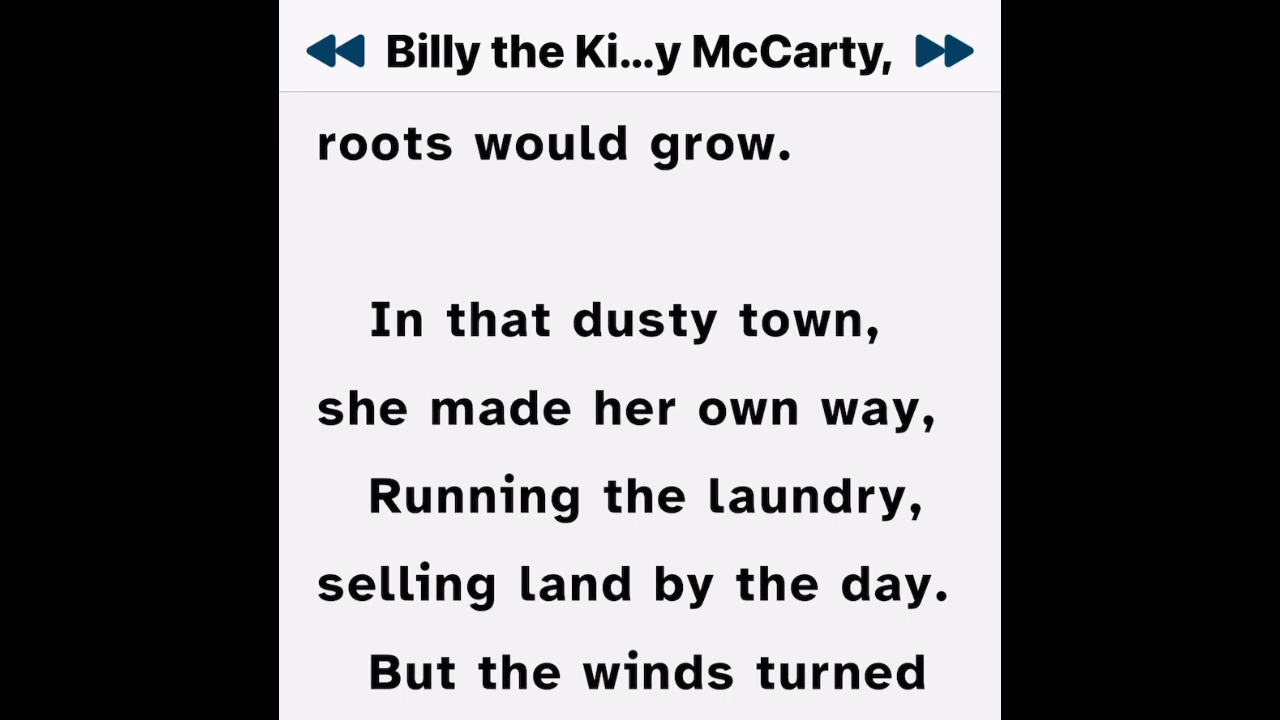 Billy the Ki...y McCarty,
roots would grow.
In that dusty town,
she made her own way,
Running the laundry,
selling land by the day.
But the winds turned